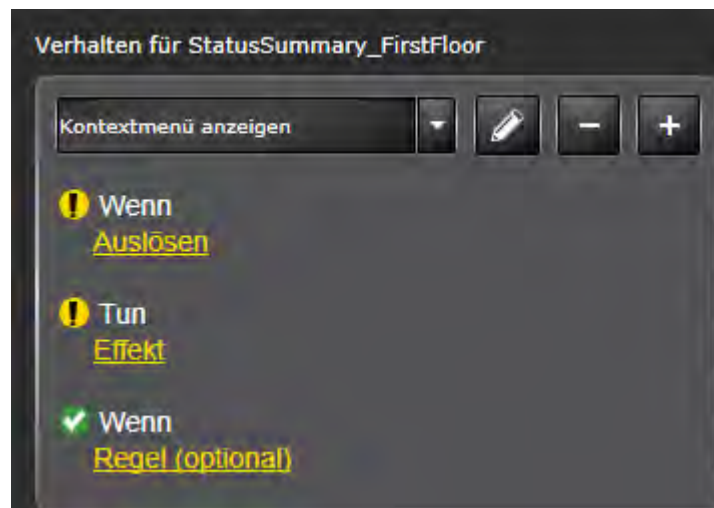 Verhalten für StatusSummary_FirstFloor
Kontextmenü anzeigen
Wenn
Auslösen
Tun
Effekt
Wenn
Regel (optional)